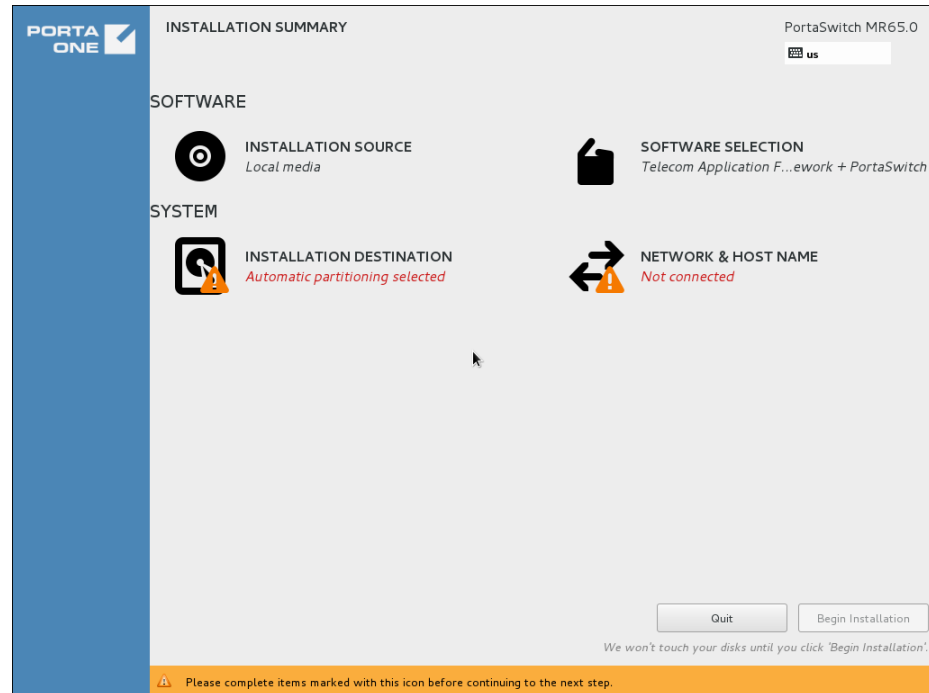 PORTA ONE
INSTALLATION SUMMARY
PortaSwitch MR65.0
us
SOFTWARE
INSTALLATION SOURCE
Local media
SOFTWARE SELECTION
Telecom Application F...ework + PortaSwitch
SYSTEM
INSTALLATION DESTINATION
Automatic partitioning selected
NETWORK & HOST NAME
Not connected
Quit
Begin Installation
We won't touch your disks until you click 'Begin Installation'.
Please complete items marked with this icon before continuing to the next step.